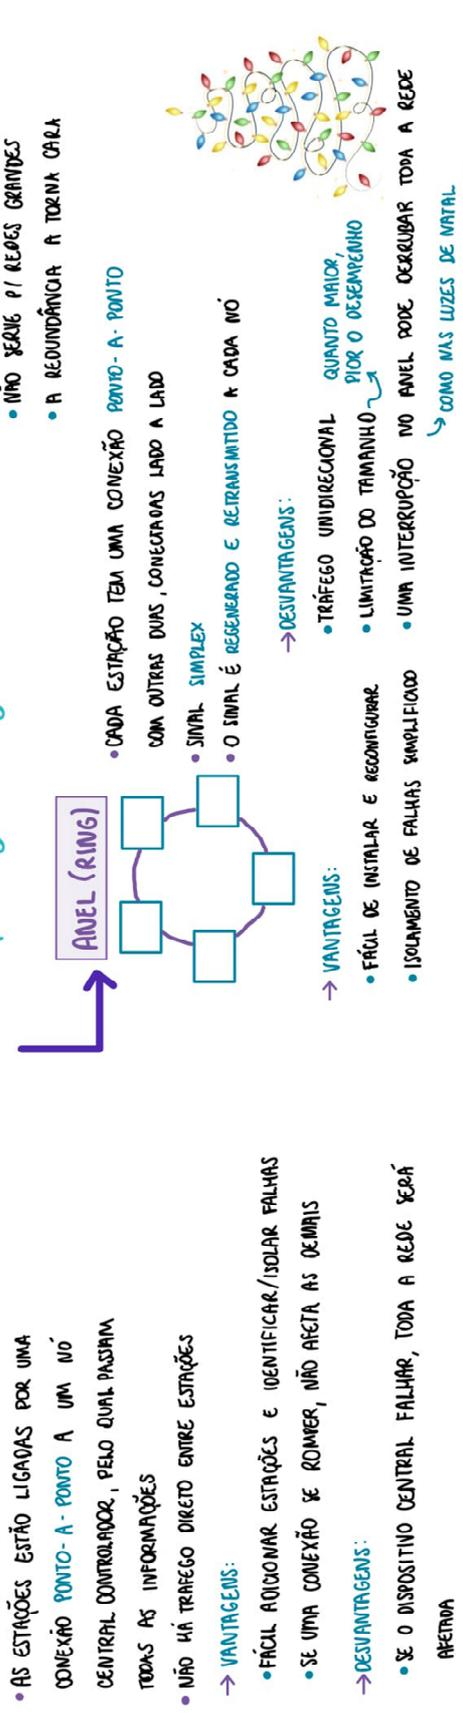 • AS ESTAÇÕES ESTÃO LIGADAS POR UMA
CONEXÃO PONTO-A-PONTO A UM NÓ
CENTRAL CONTROLADOR, PELO QUAL PASSAM
TODAS AS INFORMAÇÕES
• NÃO HÁ TRAFEGO DIRETO ENTRE ESTAÇÕES
→ VANTAGENS:
• FÁCIL ADICIONAR ESTAÇÕES E IDENTIFICAR/ISOLAR FALHAS
• SE UMA CONEXÃO SE ROMPER, NÃO AFETA AS DEMAIS
→ DESVANTAGENS:
• SE O DISPOSITIVO CENTRAL FALHAR, TODA A REDE SERÁ
AFETADA
• NÃO SERVE P/ REDES GRANDES
• A REDUNDÂNCIA A TORNA CARA
ANEL (RING)
• CADA ESTAÇÃO TEM UMA CONEXÃO PONTO-A-PONTO
COM OUTRAS DUAS, CONECTADAS LADO A LADO
• SINAL SIMPLEX
• O SINAL É REGENERADO E RETRANSMITIDO A CADA NÓ
→ VANTAGENS:
• FÁCIL DE INSTALAR E RECONFIGURAR
• ISOLAMENTO DE FALHAS SIMPLIFICADO
→ DESVANTAGENS:
• TRÁFEGO UNIDIRECIONAL
• LIMITAÇÃO DO TAMANHO
QUANTO MAIOR,
PIOR O DESEMPENHO
• UMA INTERRUPÇÃO NO ANEL PODE DERRUBAR TODA A REDE
COMO NAS LUZES DE NATAL